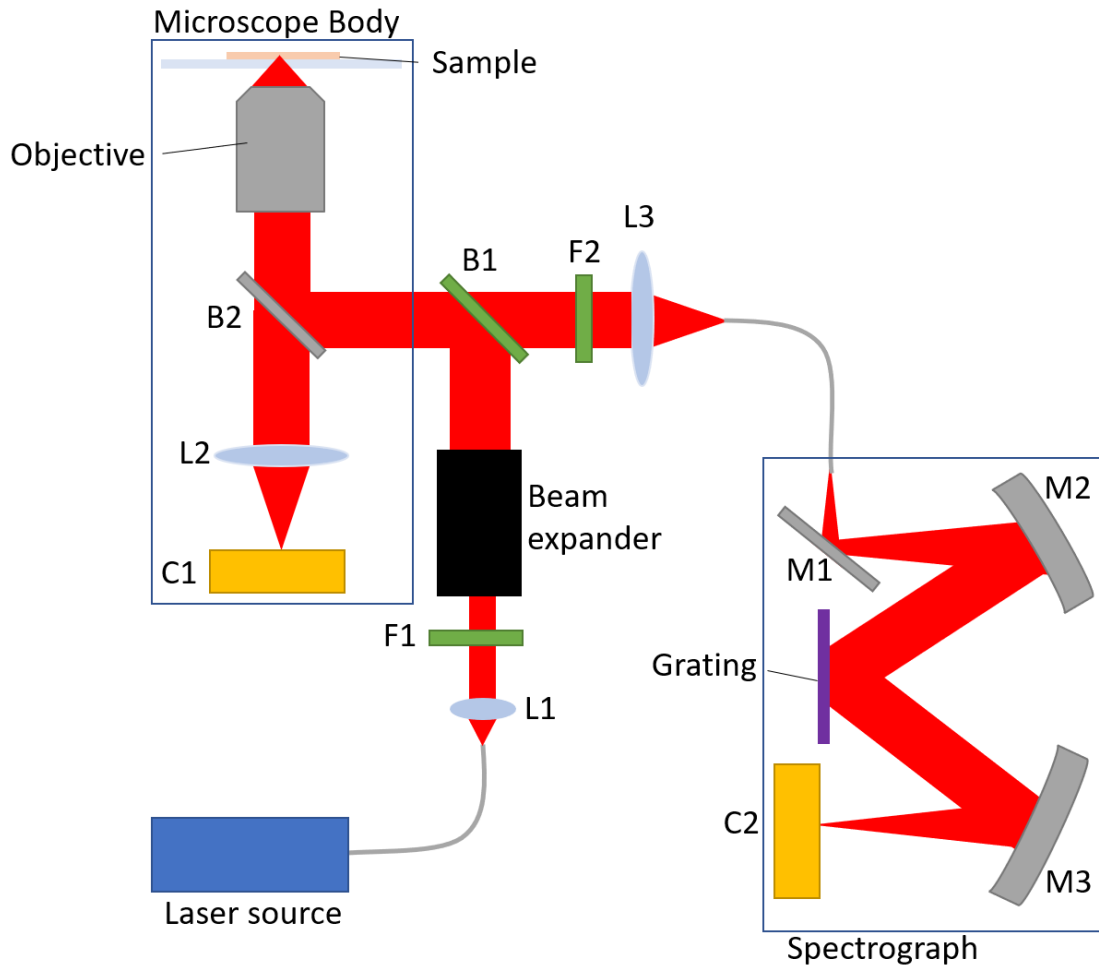 Microscope Body
Sample
Objective
L3
F2
B1
B2
L2
Beam
expander
C1
F1
L1
Laser source
M2
M1
Grating
C2
M3
Spectrograph